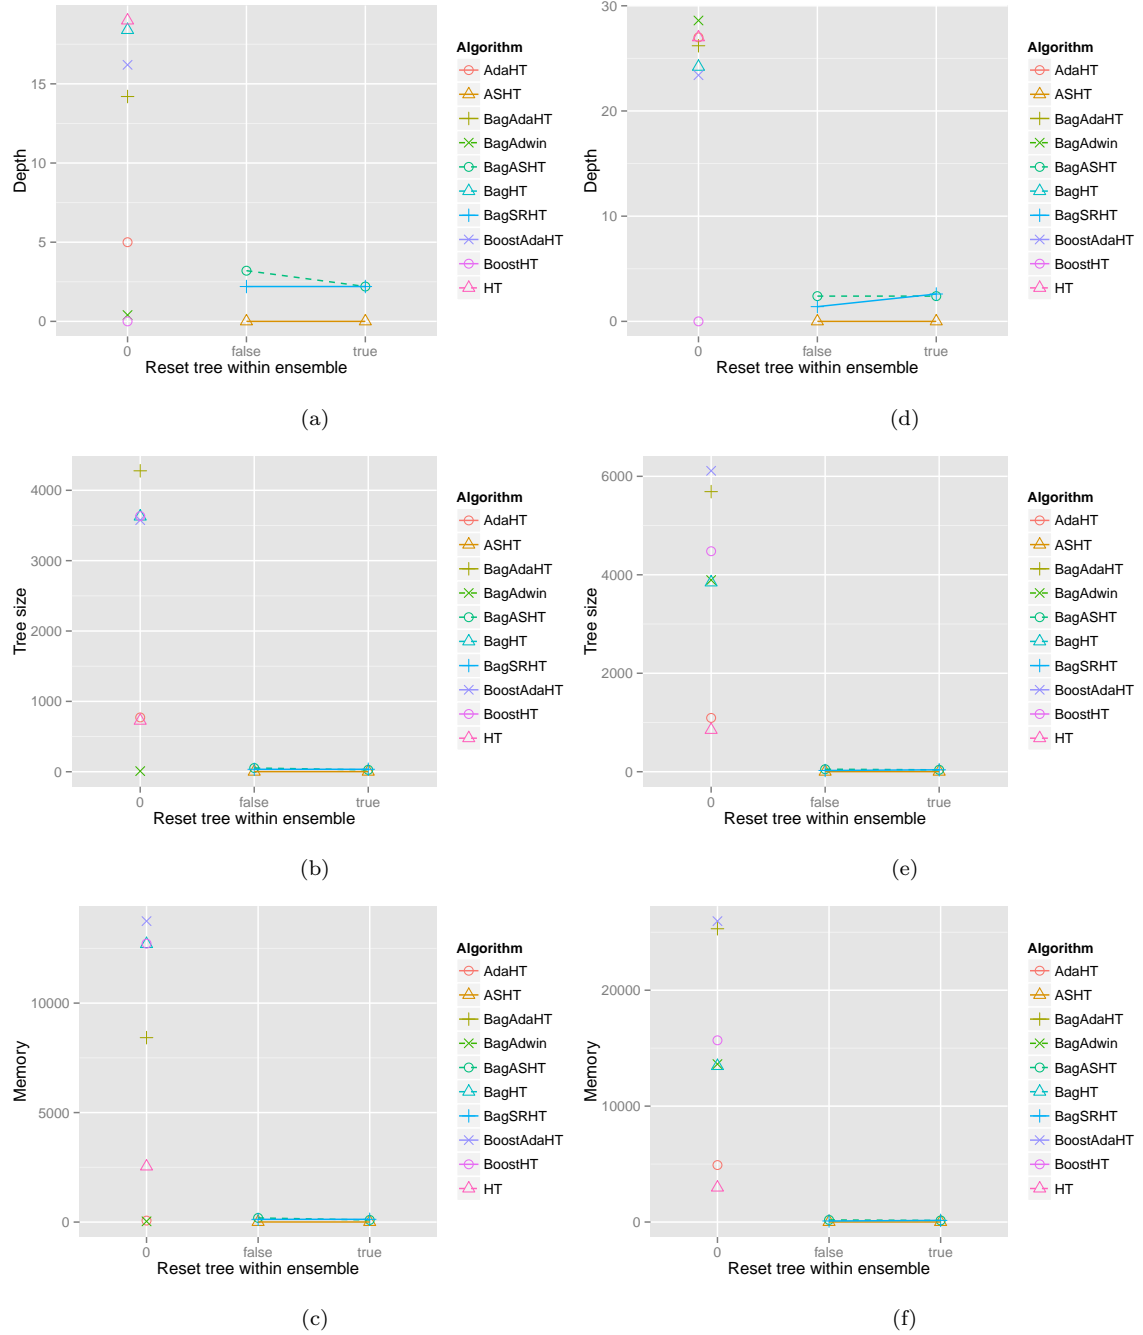 15
10
5
0
Depth
0
false
true
Reset tree within ensemble
Algorithm
AdaHT
ASHT
BagAdaHT
BagAdwin
BagASHT
BagHT
BagSRHT
BoostAdaHT
BoostHT
HT
(a)
30
20
10
0
Depth
0
false
true
Reset tree within ensemble
Algorithm
AdaHT
ASHT
BagAdaHT
BagAdwin
BagASHT
BagHT
BagSRHT
BoostAdaHT
BoostHT
HT
(d)
4000
3000
2000
1000
0
Tree size
0
false
true
Reset tree within ensemble
Algorithm
AdaHT
ASHT
BagAdaHT
BagAdwin
BagASHT
BagHT
BagSRHT
BoostAdaHT
BoostHT
HT
(b)
6000
4000
2000
0
Tree size
0
false
true
Reset tree within ensemble
Algorithm
AdaHT
ASHT
BagAdaHT
BagAdwin
BagASHT
BagHT
BagSRHT
BoostAdaHT
BoostHT
HT
(e)
10000
5000
0
Memory
0
false
true
Reset tree within ensemble
Algorithm
AdaHT
ASHT
BagAdaHT
BagAdwin
BagASHT
BagHT
BagSRHT
BoostAdaHT
BoostHT
HT
(c)
20000
10000
0
Memory
0
false
true
Reset tree within ensemble
Algorithm
AdaHT
ASHT
BagAdaHT
BagAdwin
BagASHT
BagHT
BagSRHT
BoostAdaHT
BoostHT
HT
(f)